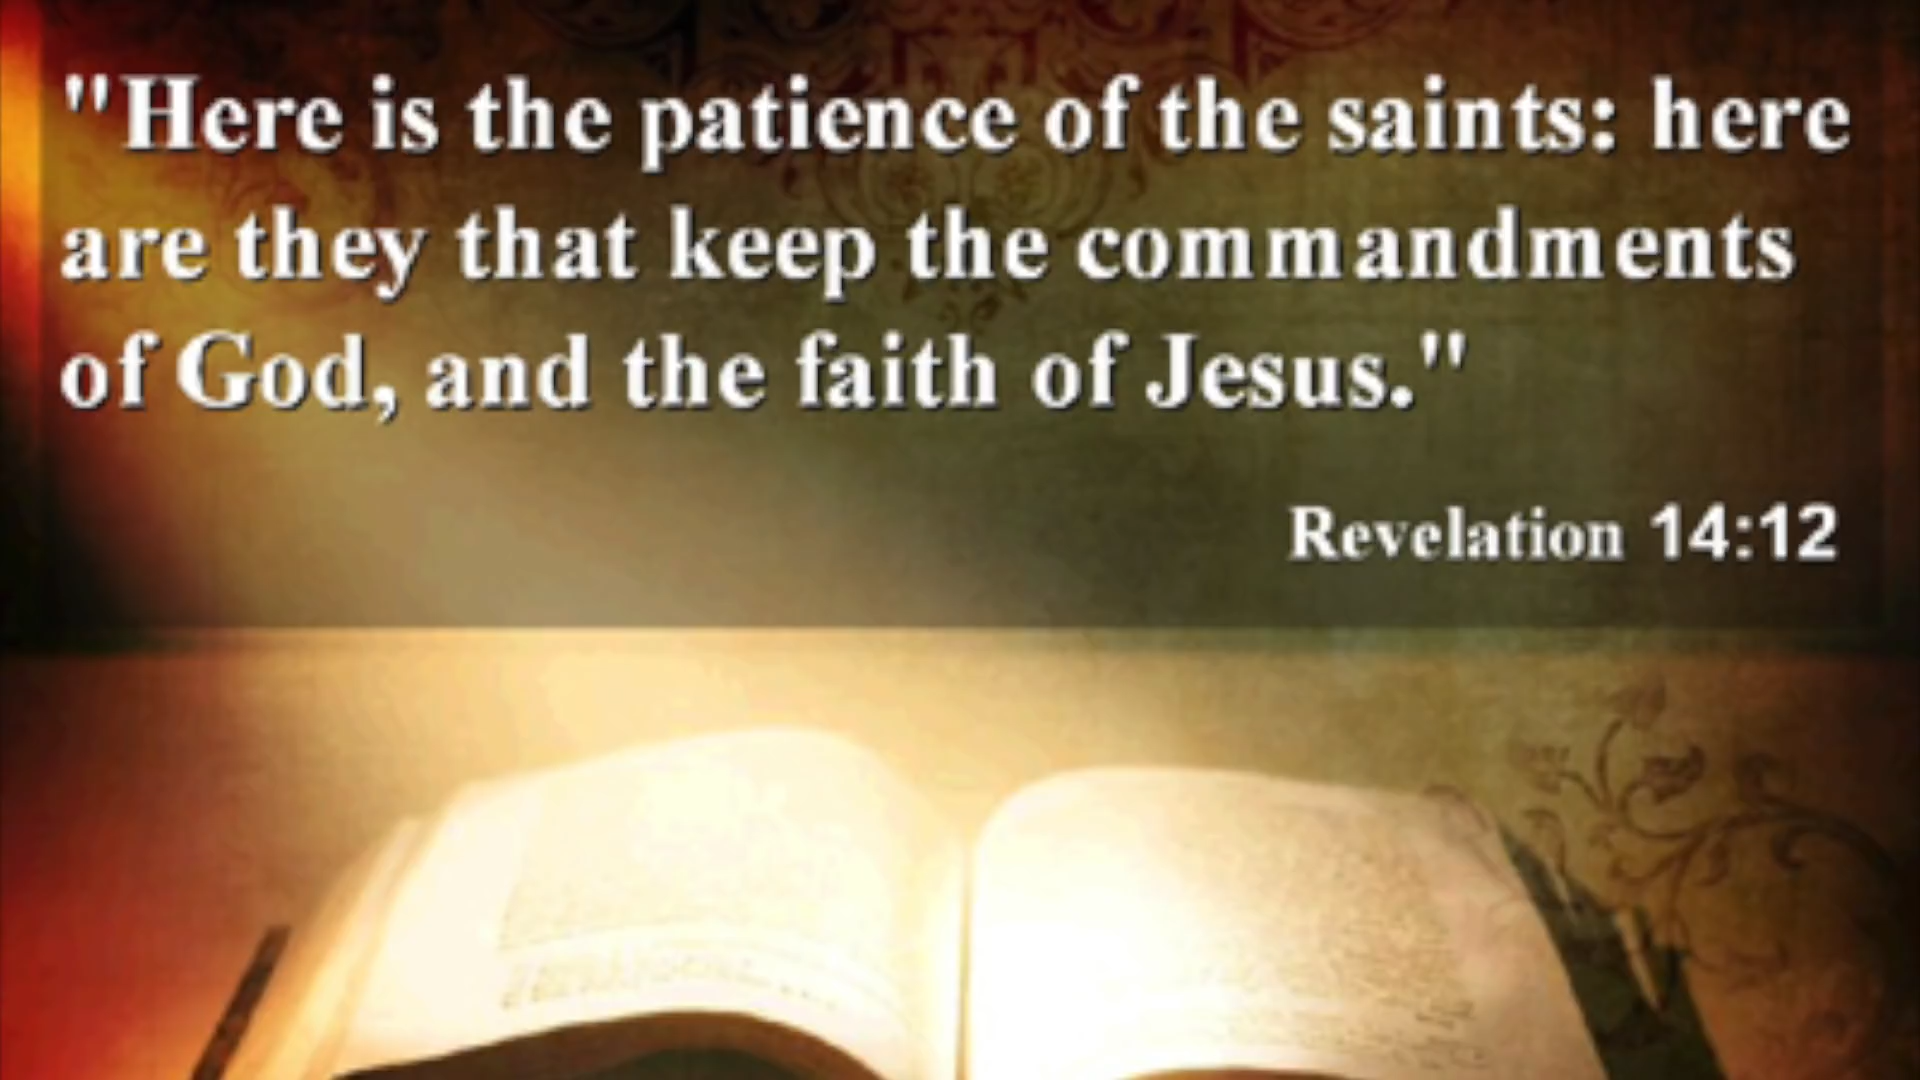 "Here is the patience of the saints: here
are they that keep the commandments
of God, and the faith of Jesus."
Revelation 14:12